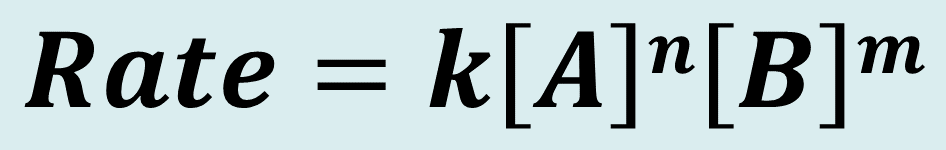 Rate = k[A]ⁿ[B]ᵐ